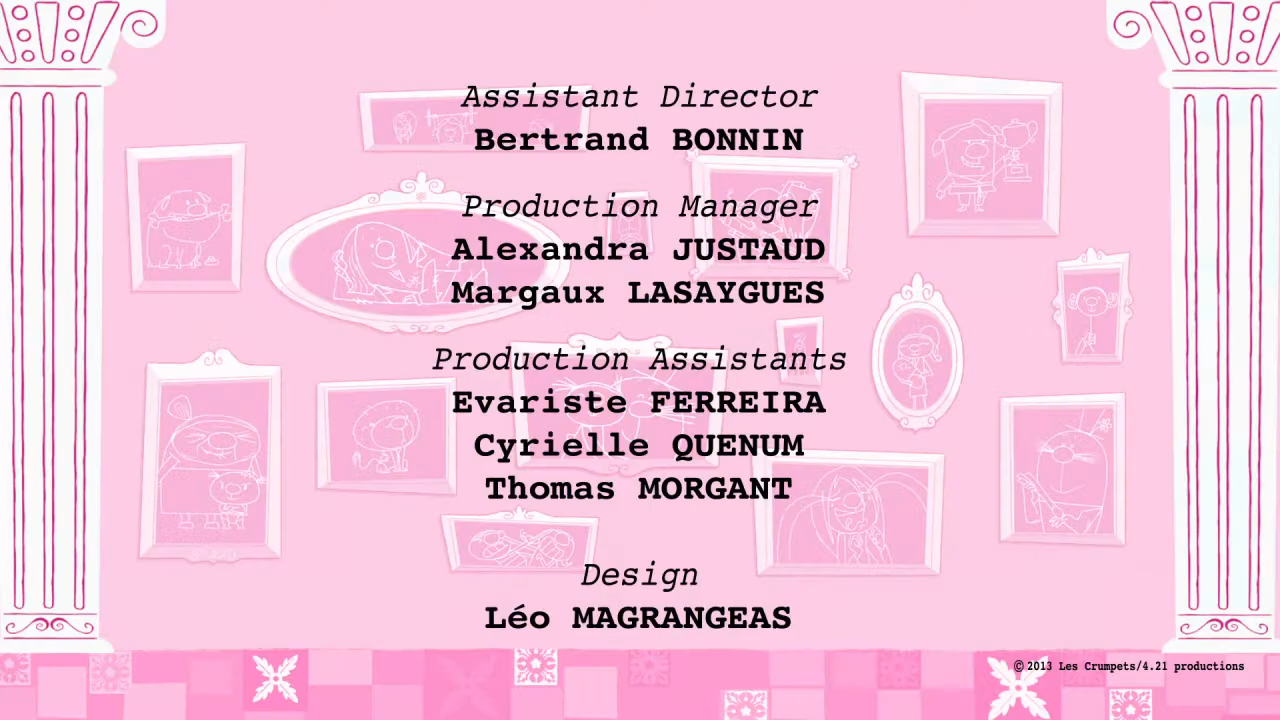 Assistant Director
Bertrand BONNIN
Production Manager
Alexandra JUSTAUD
Margaux LASAYGUES
Production Assistants
Evariste FERREIRA
Cyrielle QUENUM
Thomas MORGANT
Design
Léo MAGRANGEAS
© 2013 Les Crumpets/4.21 productions